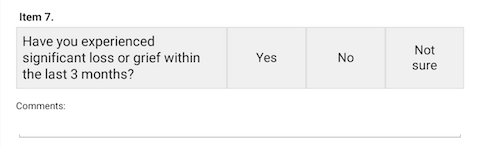 Item 7.
Have you experienced
significant loss or grief within
the last 3 months?
Yes
No
Not
sure
Comments: